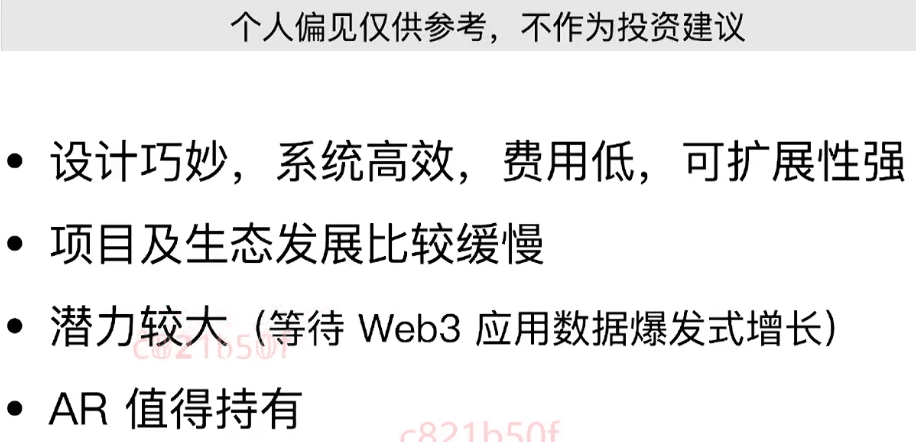 个人偏见仅供参考，不作为投资建议
• 设计巧妙，系统高效，费用低，可扩展性强
• 项目及生态发展比较缓慢
• 潜力较大（等待 Web3 应用数据爆发式增长）
c821b50f
• AR 值得持有
c821b50f